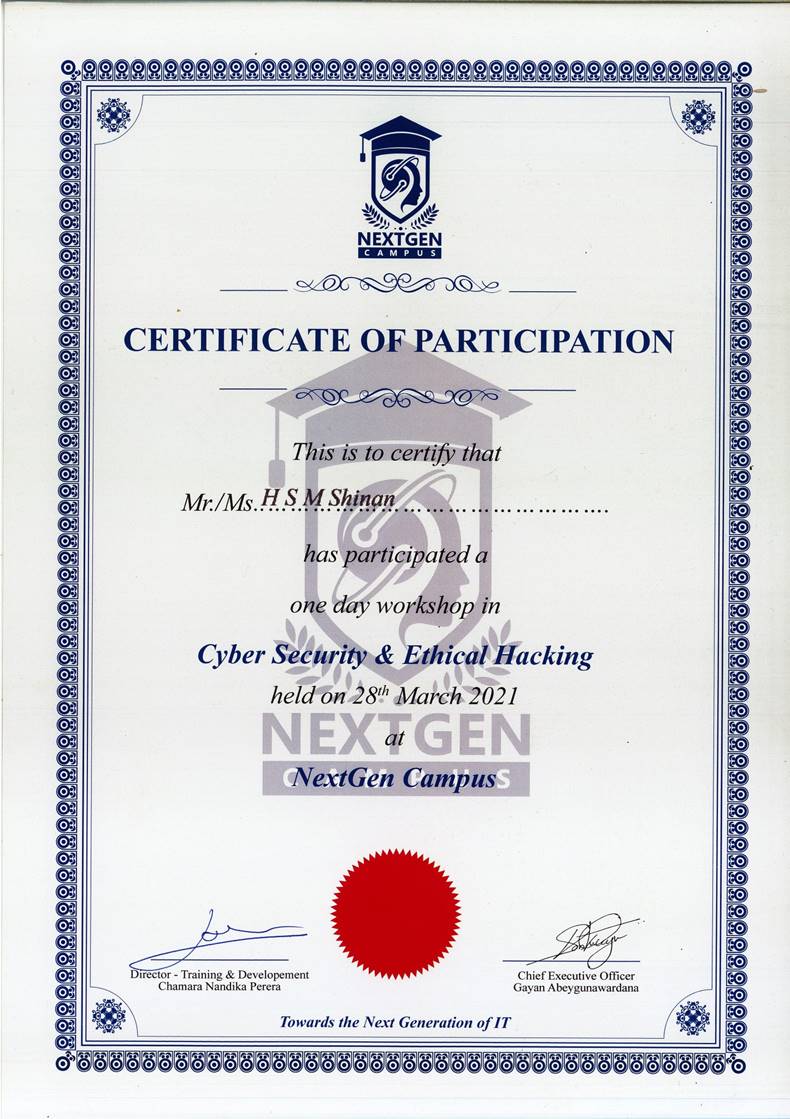 NEXTGEN
CAMPUS
CERTIFICATE OF PARTICIPATION
This is to certify that
Mr./Ms. H S M Shinan
has participated a
one day workshop in
Cyber Security & Ethical Hacking
held on 28th March 2021
NEXTGEN
at
CAMPUS
NextGen Campus
Director - Training & Developement
Chamara Nandika Perera
Chief Executive Officer
Gayan Abeygunawardana
Towards the Next Generation of IT